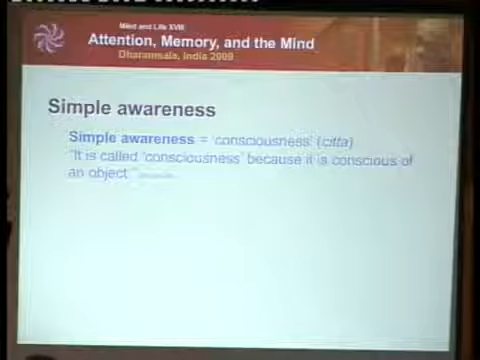 Mind and Life XVIII
Attention, Memory, and the Mind
Dharamsala, India 2009
Simple awareness
Simple awareness = 'consciousness' (citta)
"It is called 'consciousness' because it is conscious of
an object"